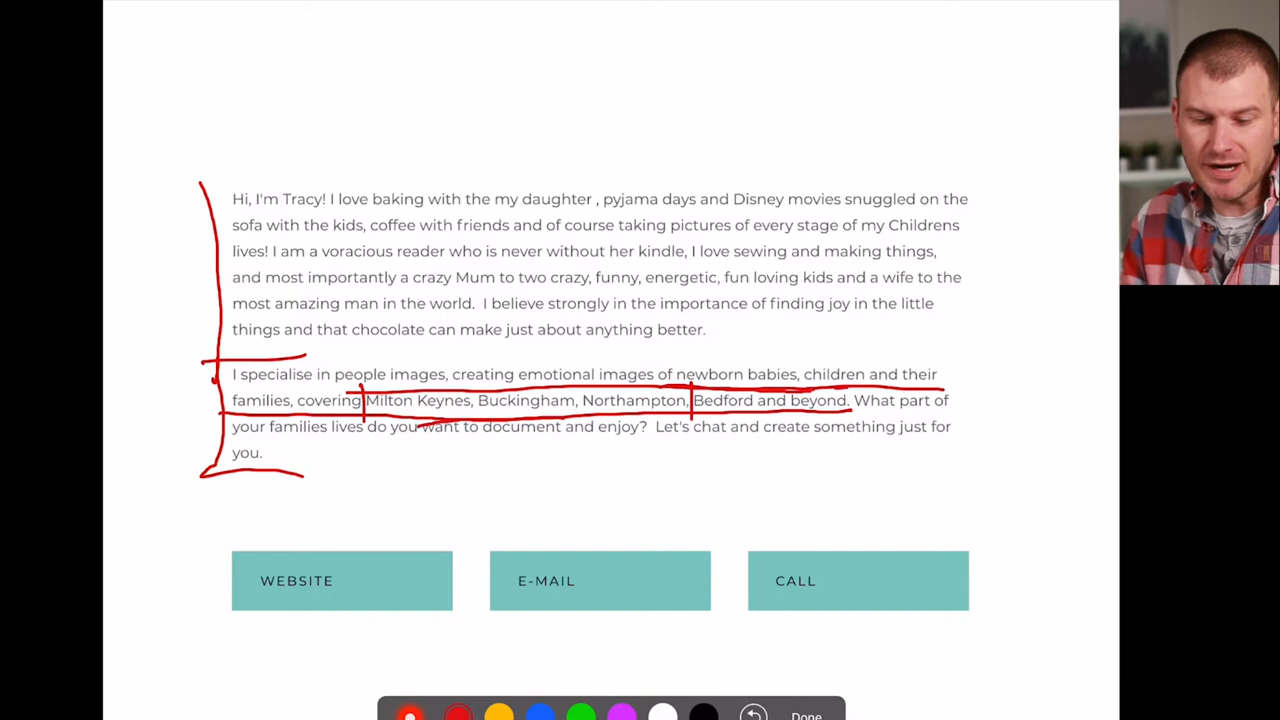 Hi, I'm Tracy! I love baking with the my daughter , pyjama days and Disney movies snuggled on the
sofa with the kids, coffee with friends and of course taking pictures of every stage of my Childrens
lives! I am a voracious reader who is never without her kindle, I love sewing and making things,
and most importantly a crazy Mum to two crazy, funny, energetic, fun loving kids and a wife to the
most amazing man in the world.  I believe strongly in the importance of finding joy in the little
things and that chocolate can make just about anything better.
I specialise in people images, creating emotional images of newborn babies, children and their
families, covering Milton Keynes, Buckingham, Northampton, Bedford and beyond. What part of
your families lives do you want to document and enjoy?  Let's chat and create something just for
you.
WEBSITE
E-MAIL
CALL
Done